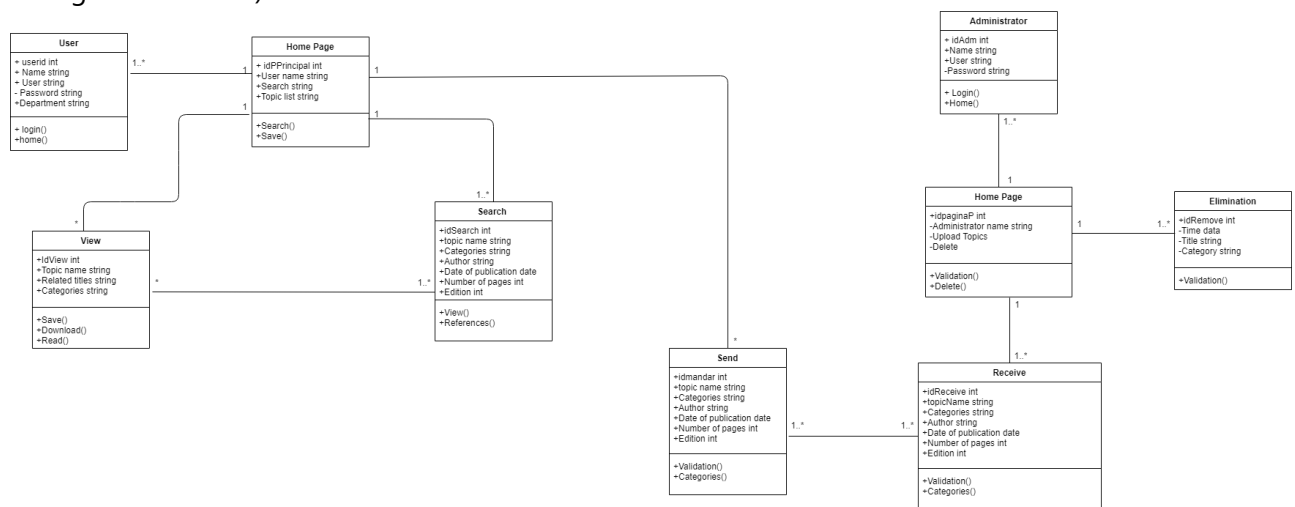 User
+ userid int
+ Name string
+ User string
- Password string
+Department string
+ login()
+home()
1..*
1
Home Page
+ idPPrincipal int
+User name string
+Search string
+Topic list string
+Search()
+Save()
1
1
1
1..*
*
View
+IdView int
+Topic name string
+Related titles string
+Categories string
+Save()
+Download()
+Read()
*
1..*
Search
+idSearch int
+topic name string
+Categories string
+Author string
+Date of publication date
+Number of pages int
+Edition int
+View()
+References()
*
Send
+idmandar int
+topic name string
+Categories string
+Author string
+Date of publication date
+Number of pages int
+Edition int
+Validation()
+Categories()
1..*
1..*
Administrator
+ idAdm int
+Name string
+User string
-Password string
+ Login()
+Home()
1..*
1
Home Page
+idpaginaP int
-Administrator name string
-Upload Topics
-Delete
+Validation()
+Delete()
1
1..*
Elimination
+idRemove int
-Time data
-Title string
-Category string
+Validation()
1
1..*
Receive
+idReceive int
+topicName string
+Categories string
+Author string
+Date of publication date
+Number of pages int
+Edition int
+Validation()
+Categories()